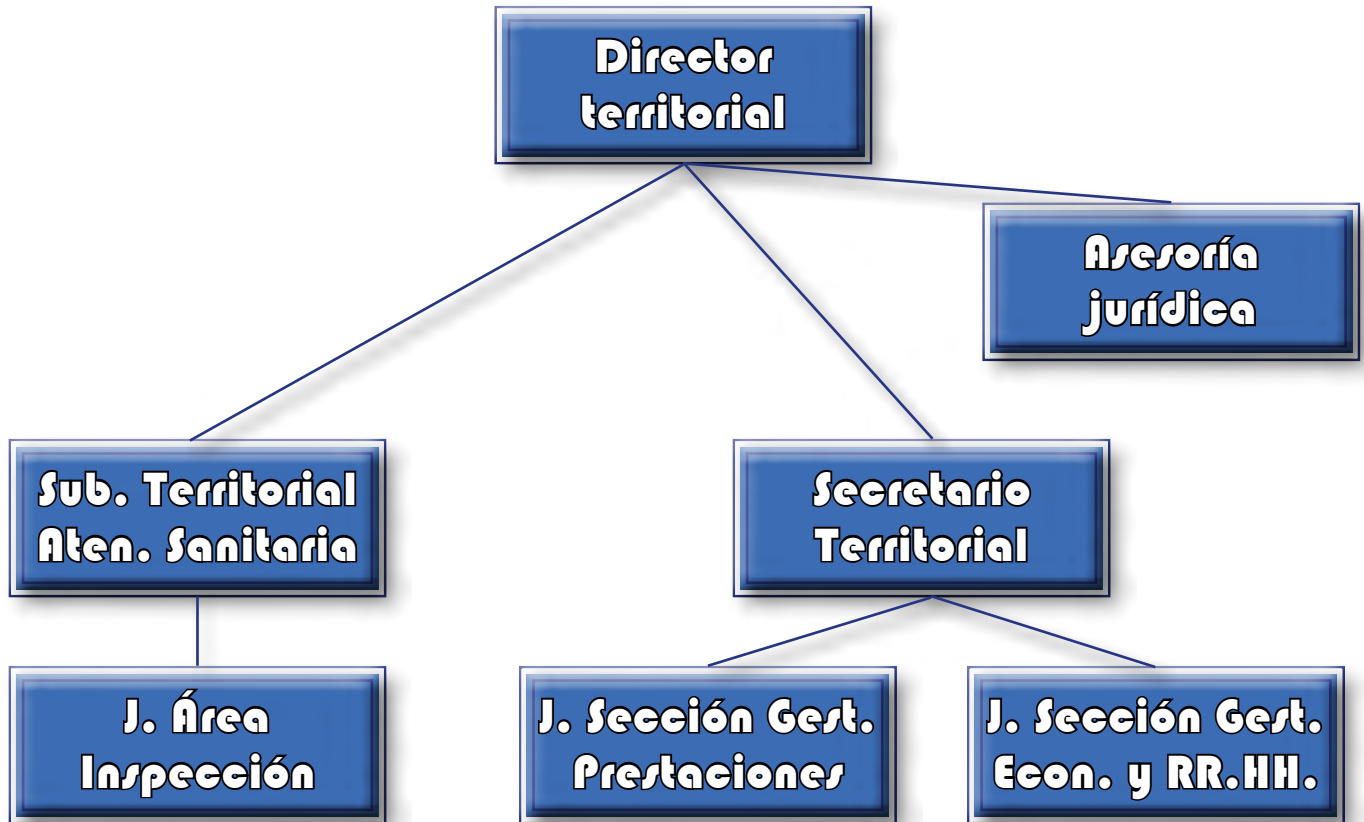 Director
territorial
Asesoría
jurídica
Sub. Territorial
Aten. Sanitaria
Secretario
Territorial
J. Área
Inspección
J. Sección Gest.
Prestaciones
J. Sección Gest.
Econ. y RR.HH.